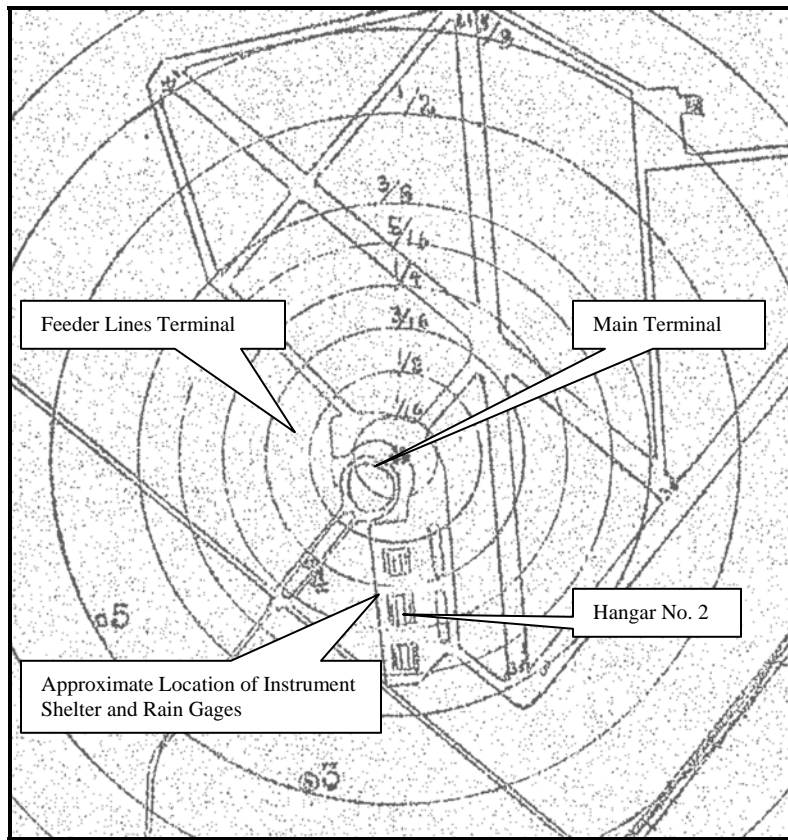 1/2
3/8
5/16
1/4
3/16
1/8
1/16
Feeder Lines Terminal
Main Terminal
5
Hangar No. 2
Approximate Location of Instrument
Shelter and Rain Gages
3